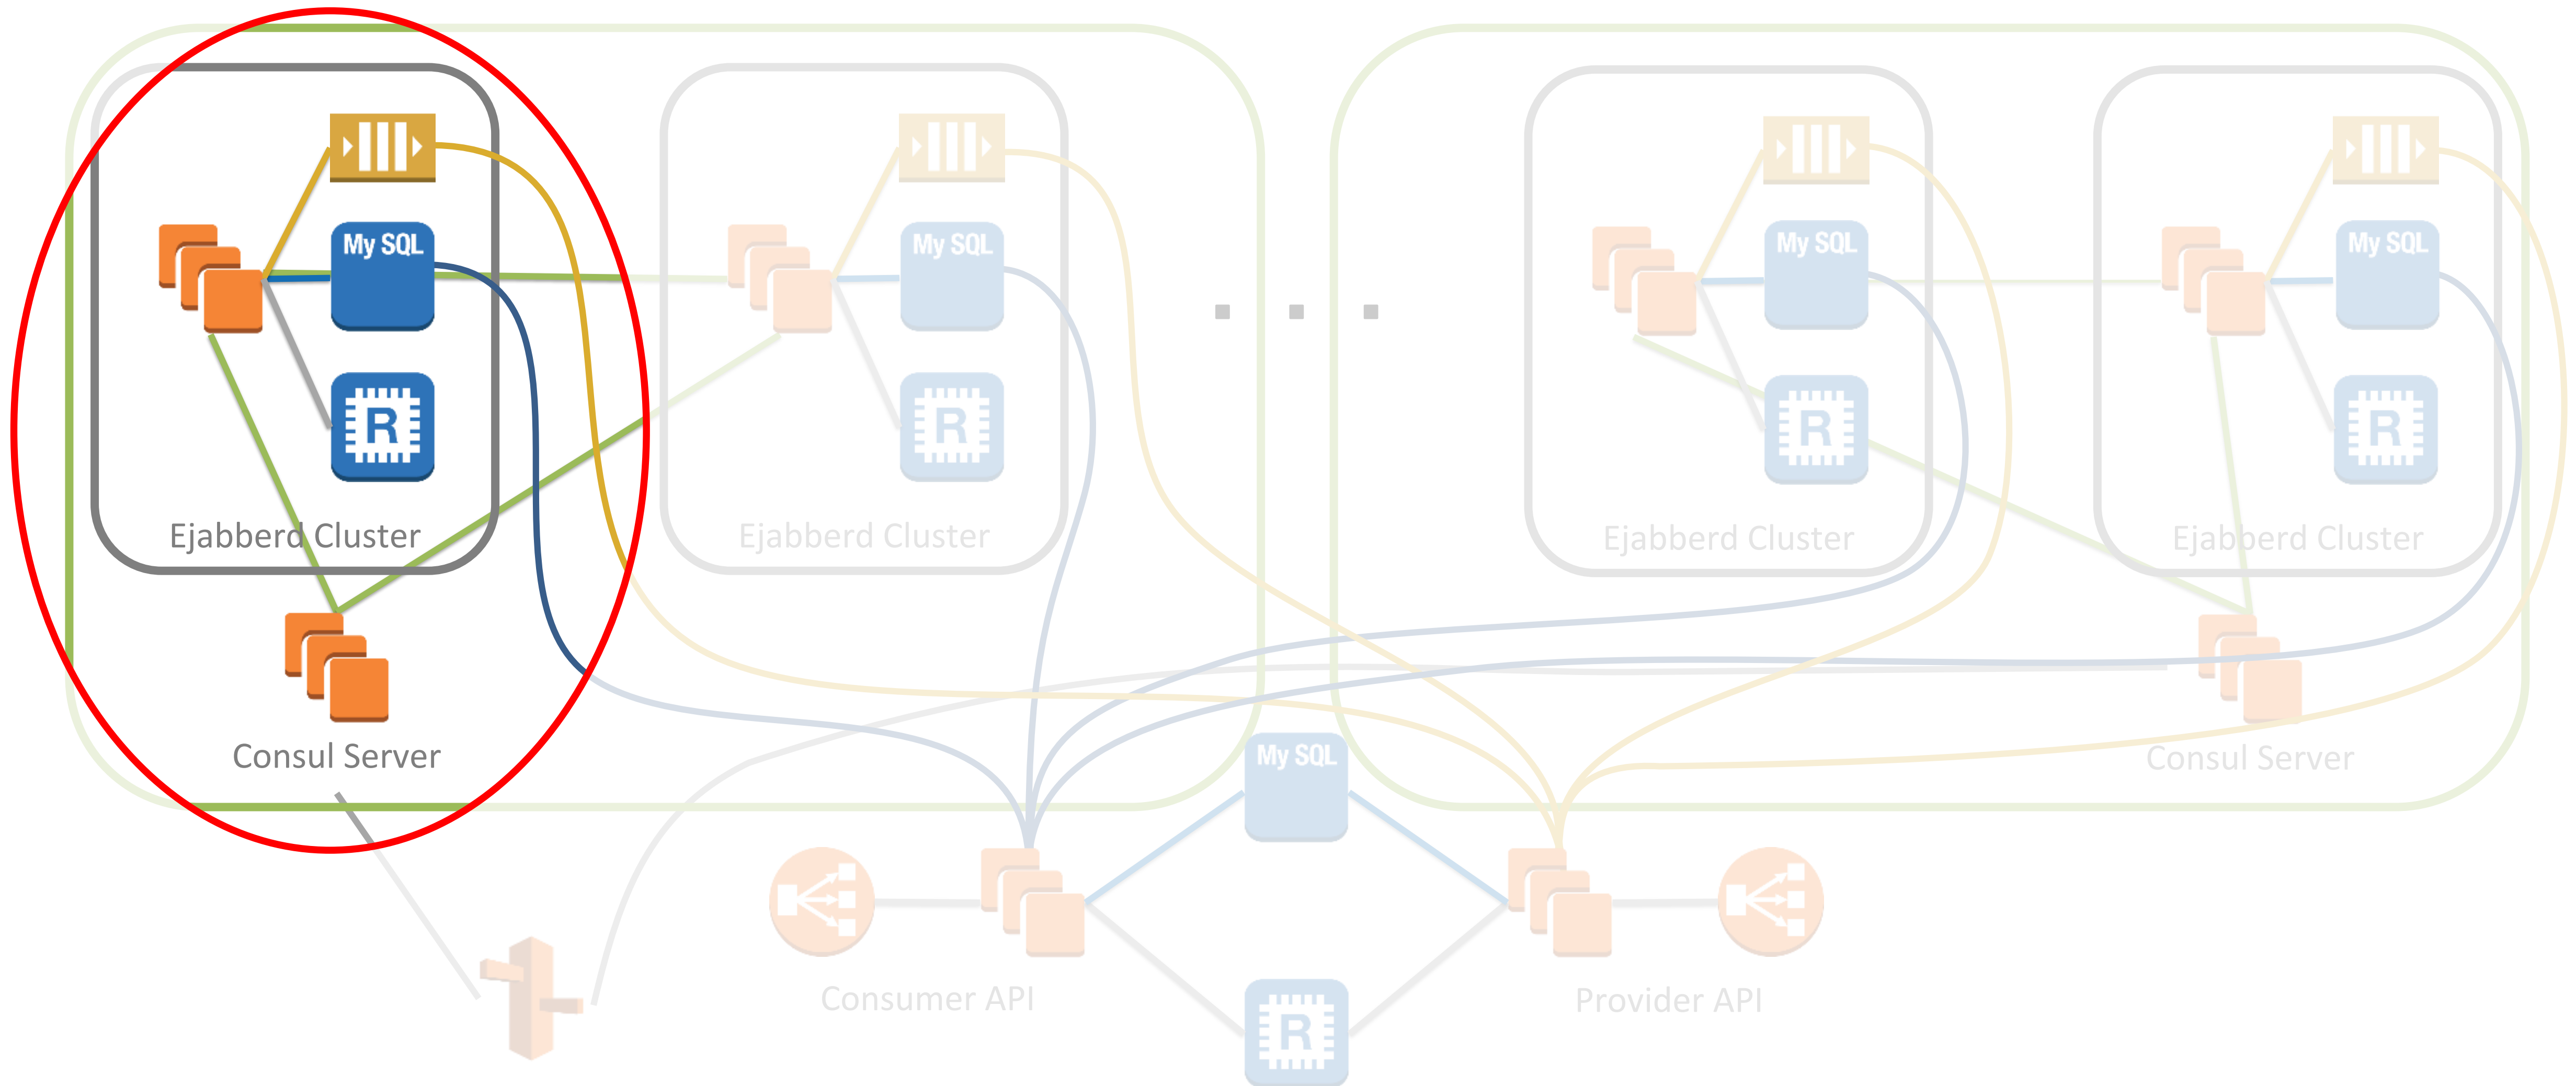 My SQL
My SQL
My SQL
My SQL
R
R
R
R
Ejabberd Cluster
Ejabberd Cluster
Ejabberd Cluster
Ejabberd Cluster
Consul Server
Consul Server
My SQL
Consumer API
Provider API
R